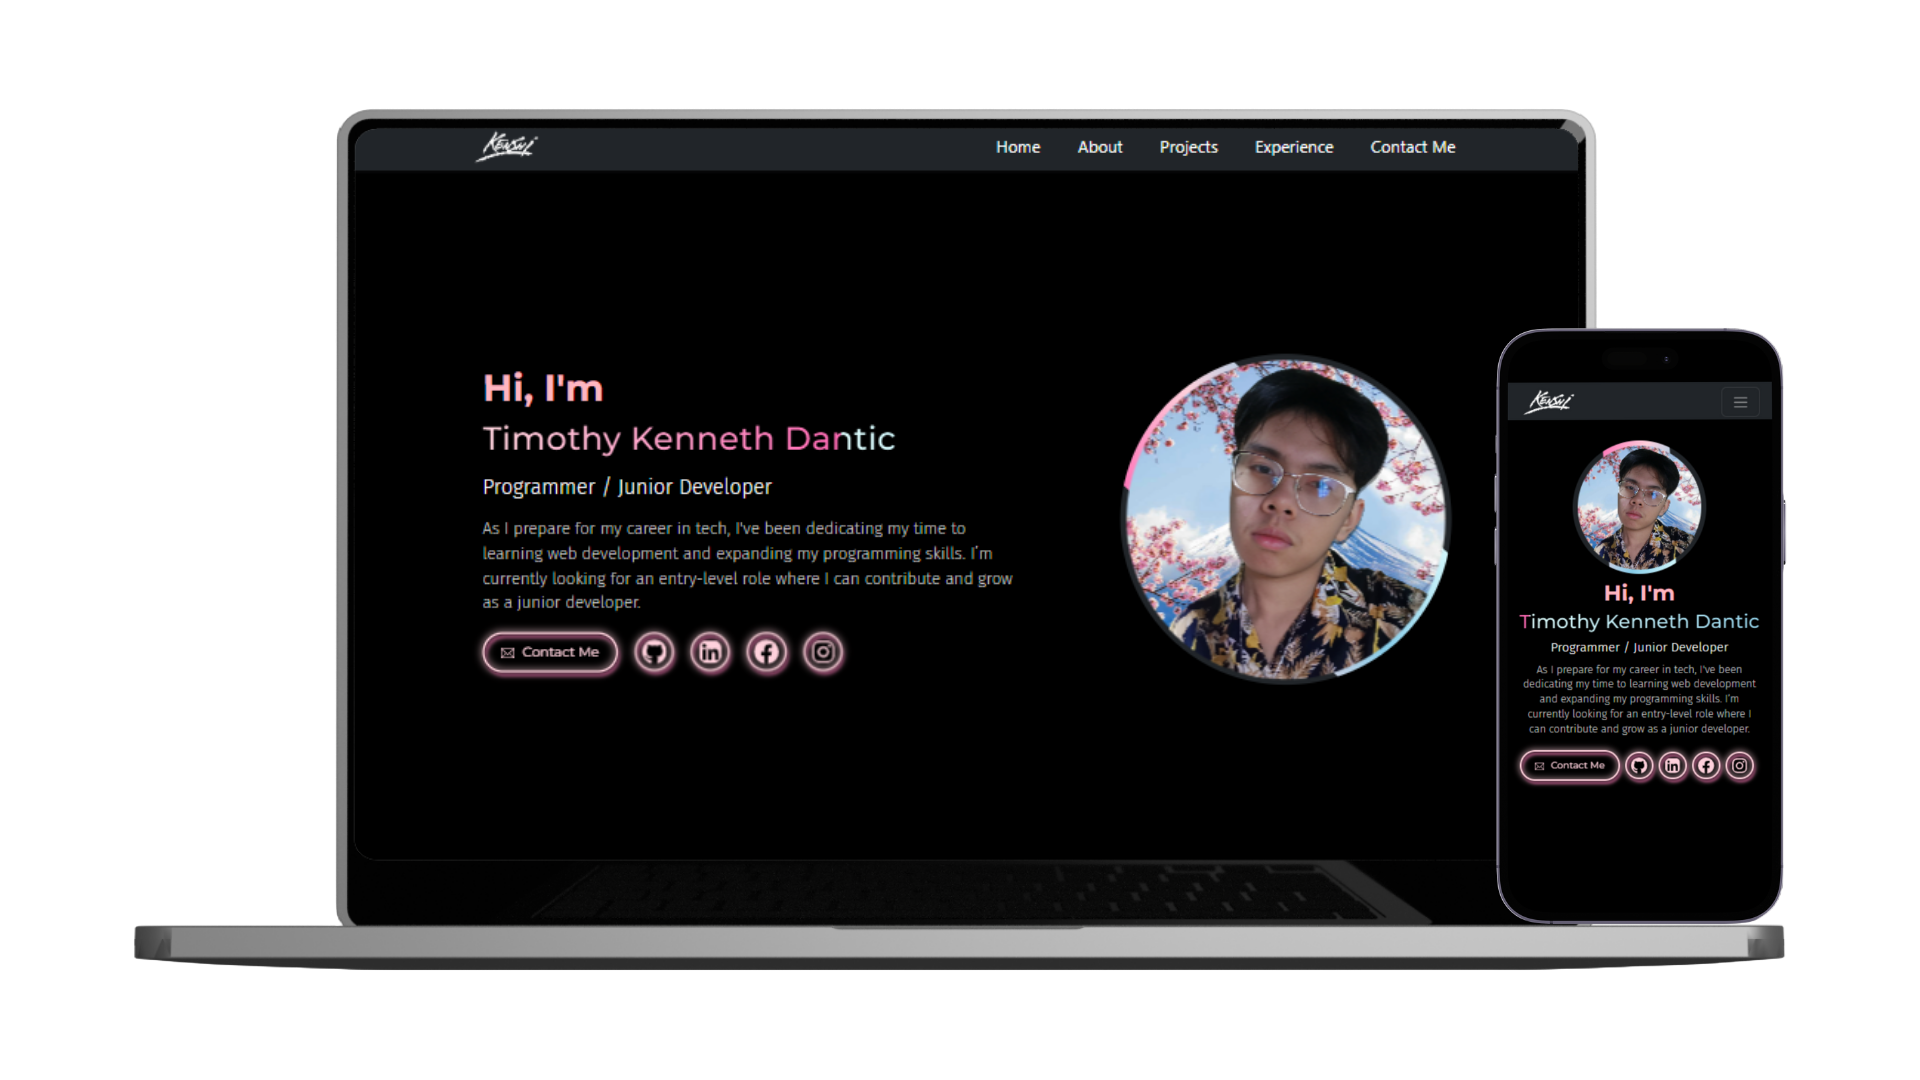 Kenshi
Home About Projects Experience Contact Me
Hi, I'm
Timothy Kenneth Dantic
Programmer / Junior Developer
As I prepare for my career in tech, I've been dedicating my time to
learning web development and expanding my programming skills. I'm
currently looking for an entry-level role where I can contribute and grow
as a junior developer.
Contact Me
in
Kenshi
Hi, I'm
Timothy Kenneth Dantic
Programmer / Junior Developer
As I prepare for my career in tech, I've been
dedicating my time to learning web development
and expanding my programming skills. I'm
currently looking for an entry-level role where I
can contribute and grow as a junior developer.
Contact Me
in